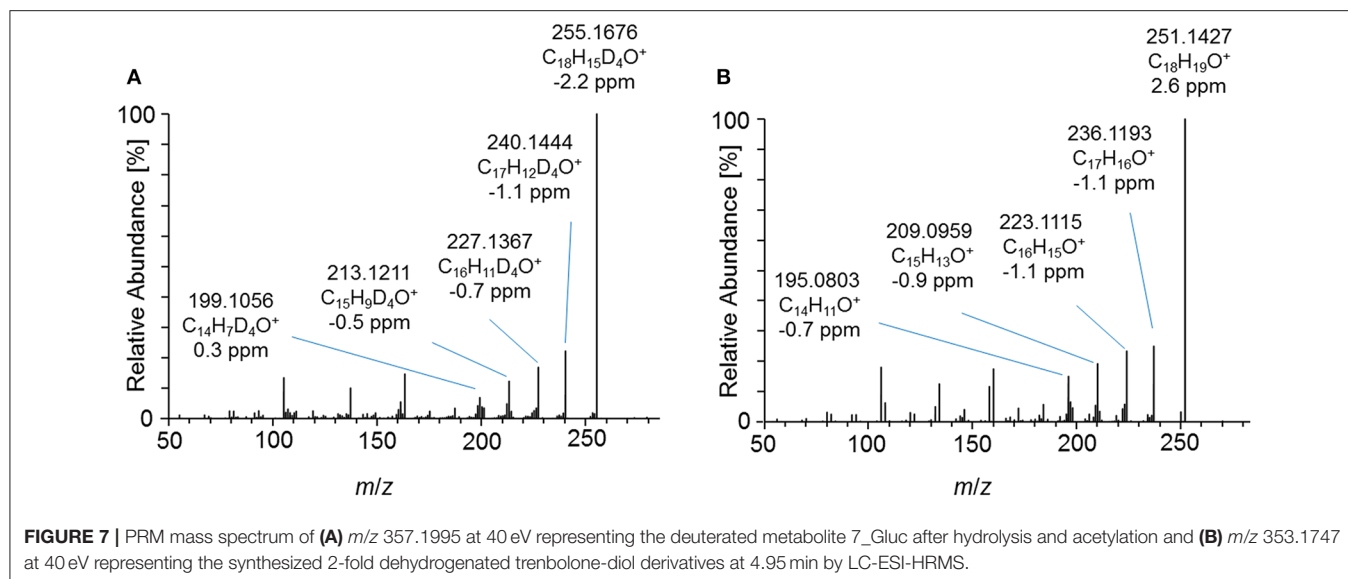 A
255.1676
C₁₈H₁₅D₄O⁺
-2.2 ppm
240.1444
C₁₇H₁₂D₄O⁺
-1.1 ppm
227.1367
C₁₆H₁₁D₄O⁺
-0.7 ppm
213.1211
C₁₅H₉D₄O⁺
-0.5 ppm
199.1056
C₁₄H₇D₄O⁺
0.3 ppm
Relative Abundance [%]
100
0
50 100 150 200 250
m/z
B
251.1427
C₁₈H₁₉O⁺
2.6 ppm
236.1193
C₁₇H₁₆O⁺
-1.1 ppm
223.1115
C₁₆H₁₅O⁺
-1.1 ppm
209.0959
C₁₅H₁₃O⁺
-0.9 ppm
195.0803
C₁₄H₁₁O⁺
-0.7 ppm
Relative Abundance [%]
100
0
50 100 150 200 250
m/z
FIGURE 7 | PRM mass spectrum of (A) m/z 357.1995 at 40 eV representing the deuterated metabolite 7_Gluc after hydrolysis and acetylation and (B) m/z 353.1747
at 40 eV representing the synthesized 2-fold dehydrogenated trenbolone-diol derivatives at 4.95 min by LC-ESI-HRMS.